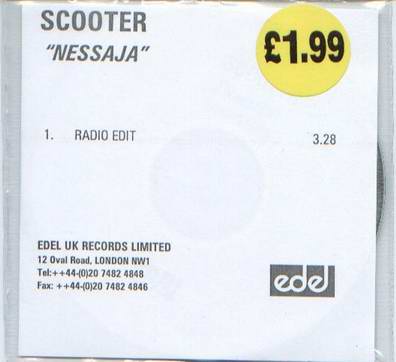 SCOOTER
"NESSAJA"
£1.99
1. RADIO EDIT 3.28
EDEL UK RECORDS LIMITED
12 Oval Road, LONDON NW1
Tel:++44-(0)20 7482 4848
Fax: ++44-(0)20 7482 4846
edel